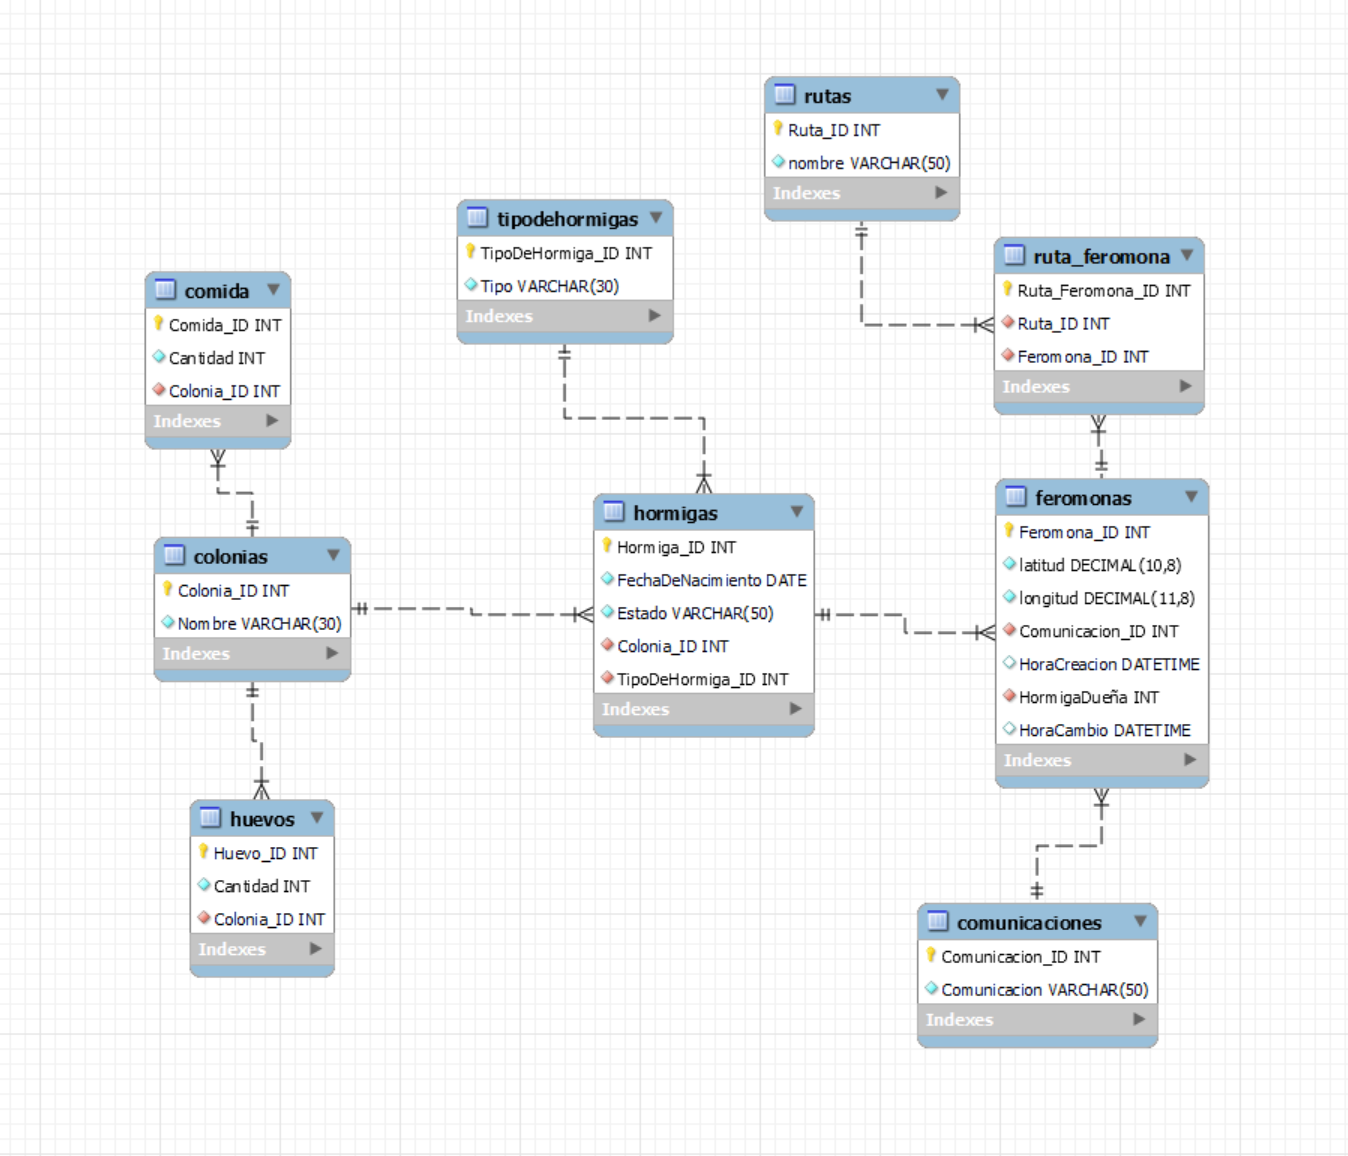 rutas
Ruta_ID INT
nombre VARCHAR(50)
Indexes
tipodehormigas
TipoDeHormiga_ID INT
Tipo VARCHAR(30)
Indexes
ruta_feromona
Ruta_Feromona_ID INT
Ruta_ID INT
Feromona_ID INT
Indexes
comida
Comida_ID INT
Cantidad INT
Colonia_ID INT
Indexes
hormigas
Hormiga_ID INT
FechaDeNacimiento DATE
Estado VARCHAR(50)
Colonia_ID INT
TipoDeHormiga_ID INT
Indexes
feromonas
Feromona_ID INT
latitud DECIMAL(10,8)
longitud DECIMAL(11,8)
Comunicacion_ID INT
HoraCreacion DATETIME
HormigaDueña INT
HoraCambio DATETIME
Indexes
colonias
Colonia_ID INT
Nombre VARCHAR(30)
Indexes
huevos
Huevo_ID INT
Cantidad INT
Colonia_ID INT
Indexes
comunicaciones
Comunicacion_ID INT
Comunicacion VARCHAR(50)
Indexes